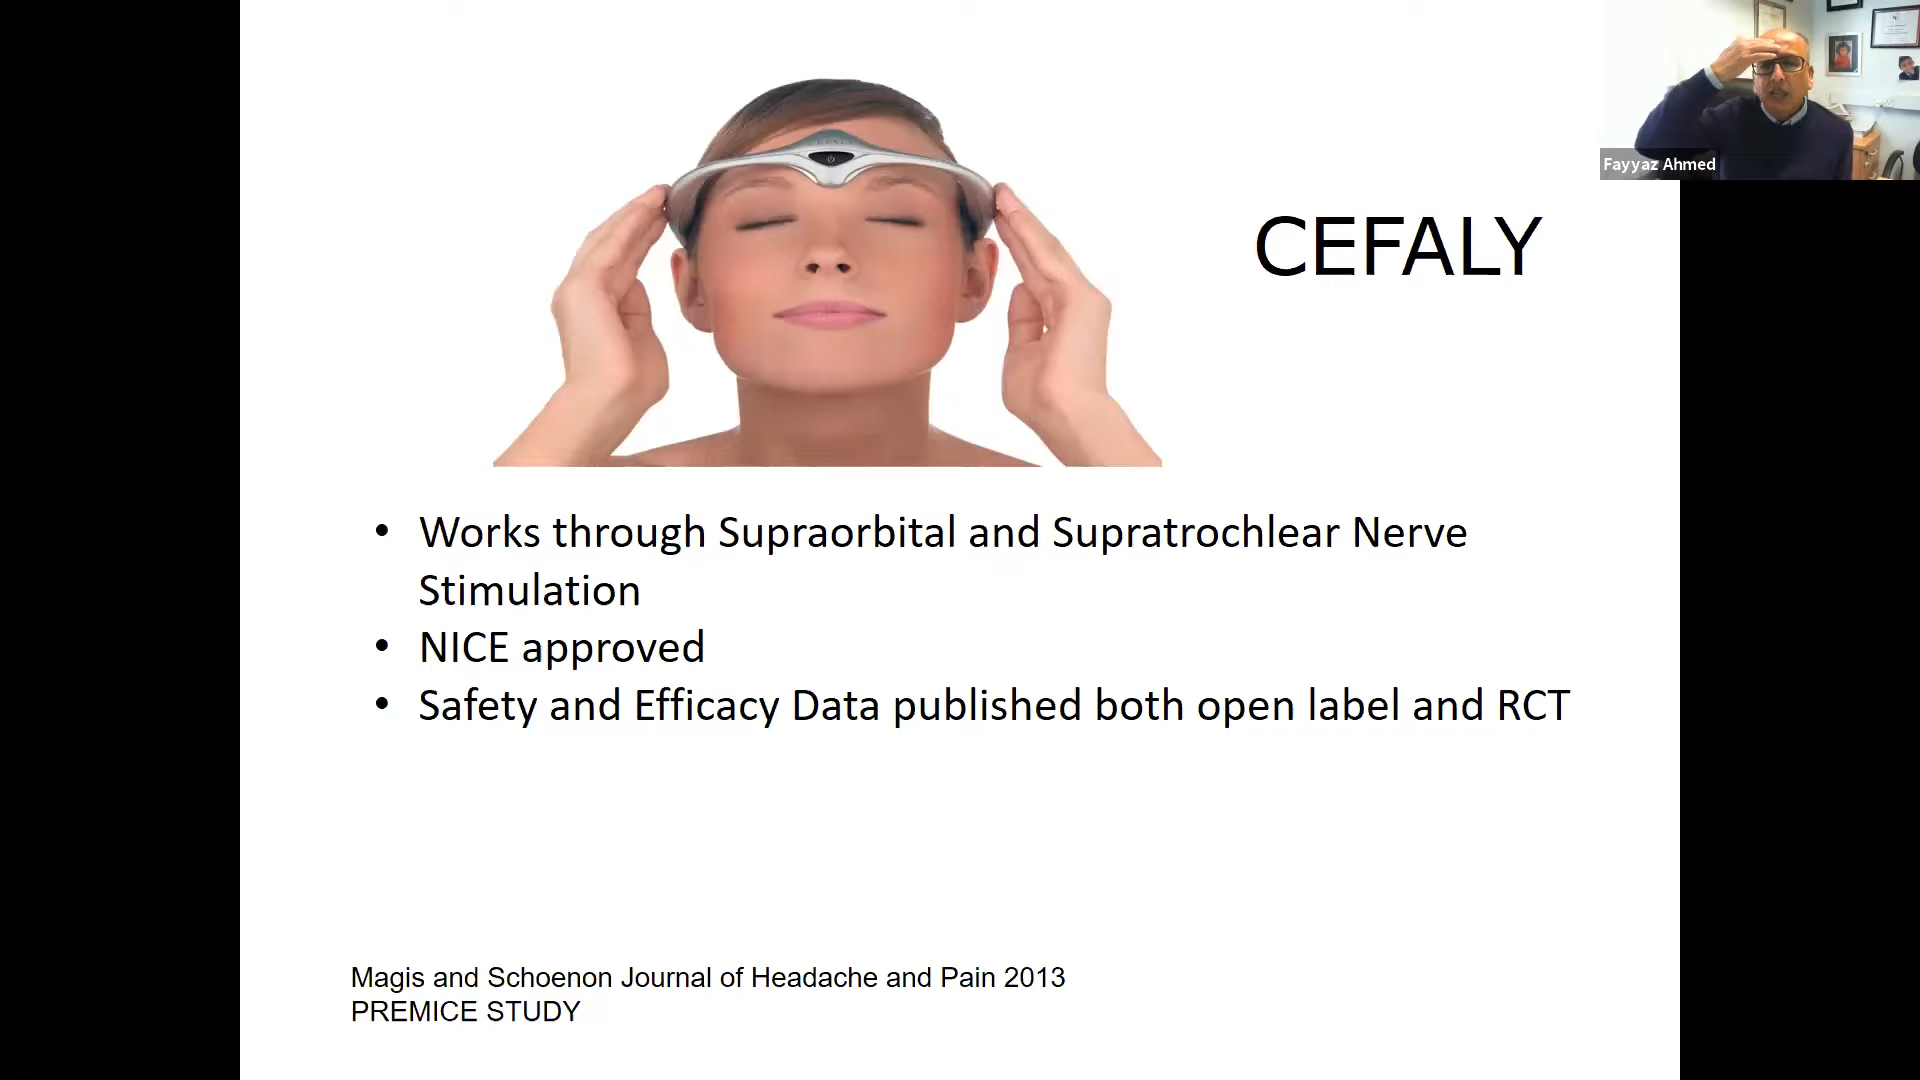 CEFALY
• Works through Supraorbital and Supratrochlear Nerve
Stimulation
• NICE approved
• Safety and Efficacy Data published both open label and RCT
Magis and Schoenon Journal of Headache and Pain 2013
PREMICE STUDY
Fayyaz Ahmed